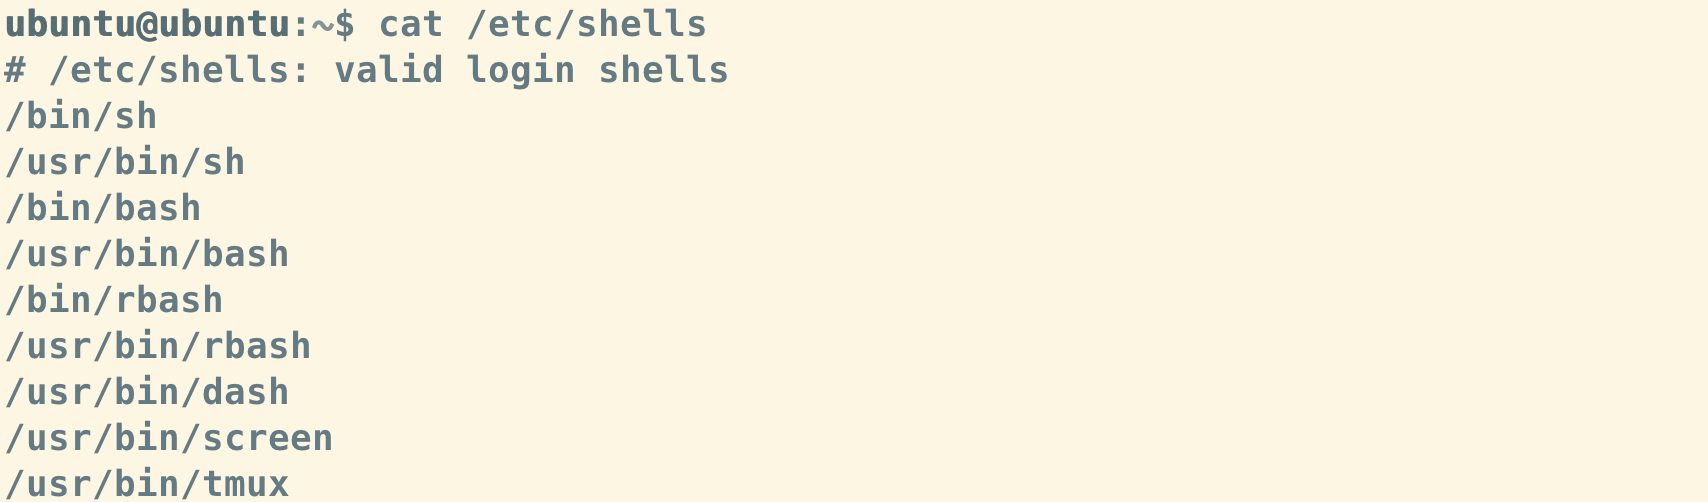 ubuntu@ubuntu:~$ cat /etc/shells
# /etc/shells: valid login shells
/bin/sh
/usr/bin/sh
/bin/bash
/usr/bin/bash
/bin/rbash
/usr/bin/rbash
/usr/bin/dash
/usr/bin/screen
/usr/bin/tmux